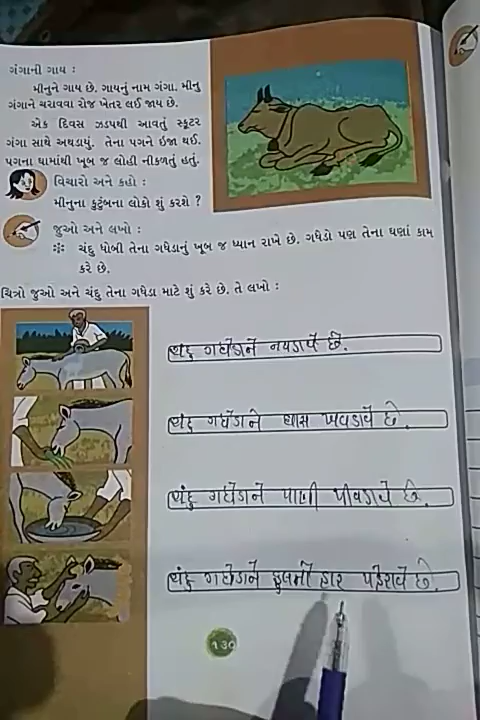 ગંગાની ગાય :
મીનુને ગાય છે. ગાયનું નામ ગંગા. મીનુ
ગંગાને ચરાવવા રોજ ખેતર લઈ જાય છે.
એક દિવસ ઝડપથી આવતું સ્કૂટર
ગંગા સાથે અથડાયું. તેના પગને ઇજા થઈ.
પગના ઘામાંથી ખૂબ જ લોહી નીકળતું હતું.
વિચારો અને કહો :
મીનુના કુટુંબના લોકો શું કરશે ?
જુઓ અને લખો :
ચંદુ ધોબી તેના ગધેડાનું ખૂબ જ ધ્યાન રાખે છે. ગધેડો પણ તેના ઘણાં કામ
કરે છે.
ચિત્રો જુઓ અને ચંદુ તેના ગધેડા માટે શું કરે છે. તે લખો :
ચંદુ ગધેડાને નવડાવે છે.
ચંદુ ગધેડાને ઘાસ ખવડાવે છે.
ચંદુ ગધેડાને પાણી પીવડાવે છે.
ચંદુ ગધેડાને ફુલનો હાર પહેરાવે છે.
130